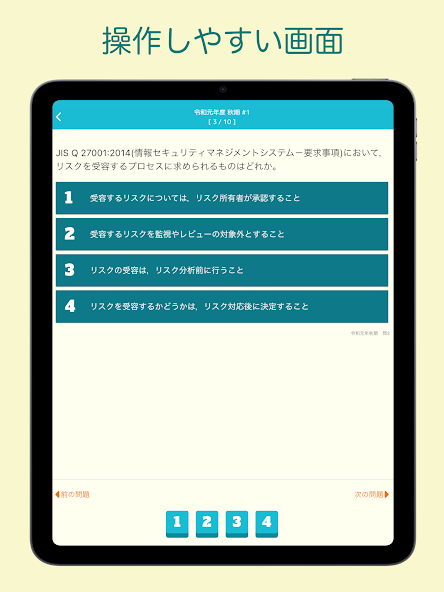 操作しやすい画面
令和元年度 秋期 #1
[ 3 / 10 ]
JIS Q 27001:2014(情報セキュリティマネジメントシステム－要求事項)において，
リスクを受容するプロセスに求められるものはどれか。
1 受容するリスクについては，リスク所有者が承認すること
2 受容するリスクを監視やレビューの対象外とすること
3 リスクの受容は，リスク分析前に行うこと
4 リスクを受容するかどうかは，リスク対応後に決定すること
令和元年秋期
前の問題 次の問題
1 2 3 4